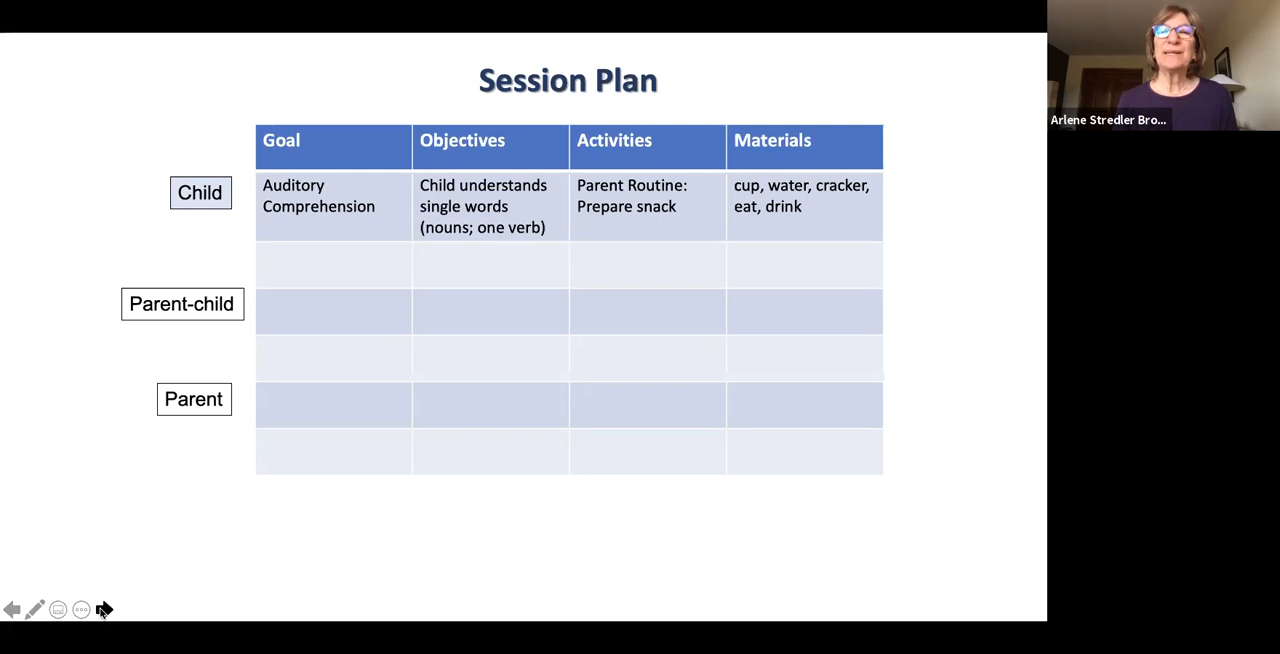 Session Plan
Goal
Objectives
Activities
Materials
Child
Auditory
Comprehension
Child understands
single words
(nouns; one verb)
Parent Routine:
Prepare snack
cup, water, cracker,
eat, drink
Parent-child
Parent
Arlene Stredler Bro...